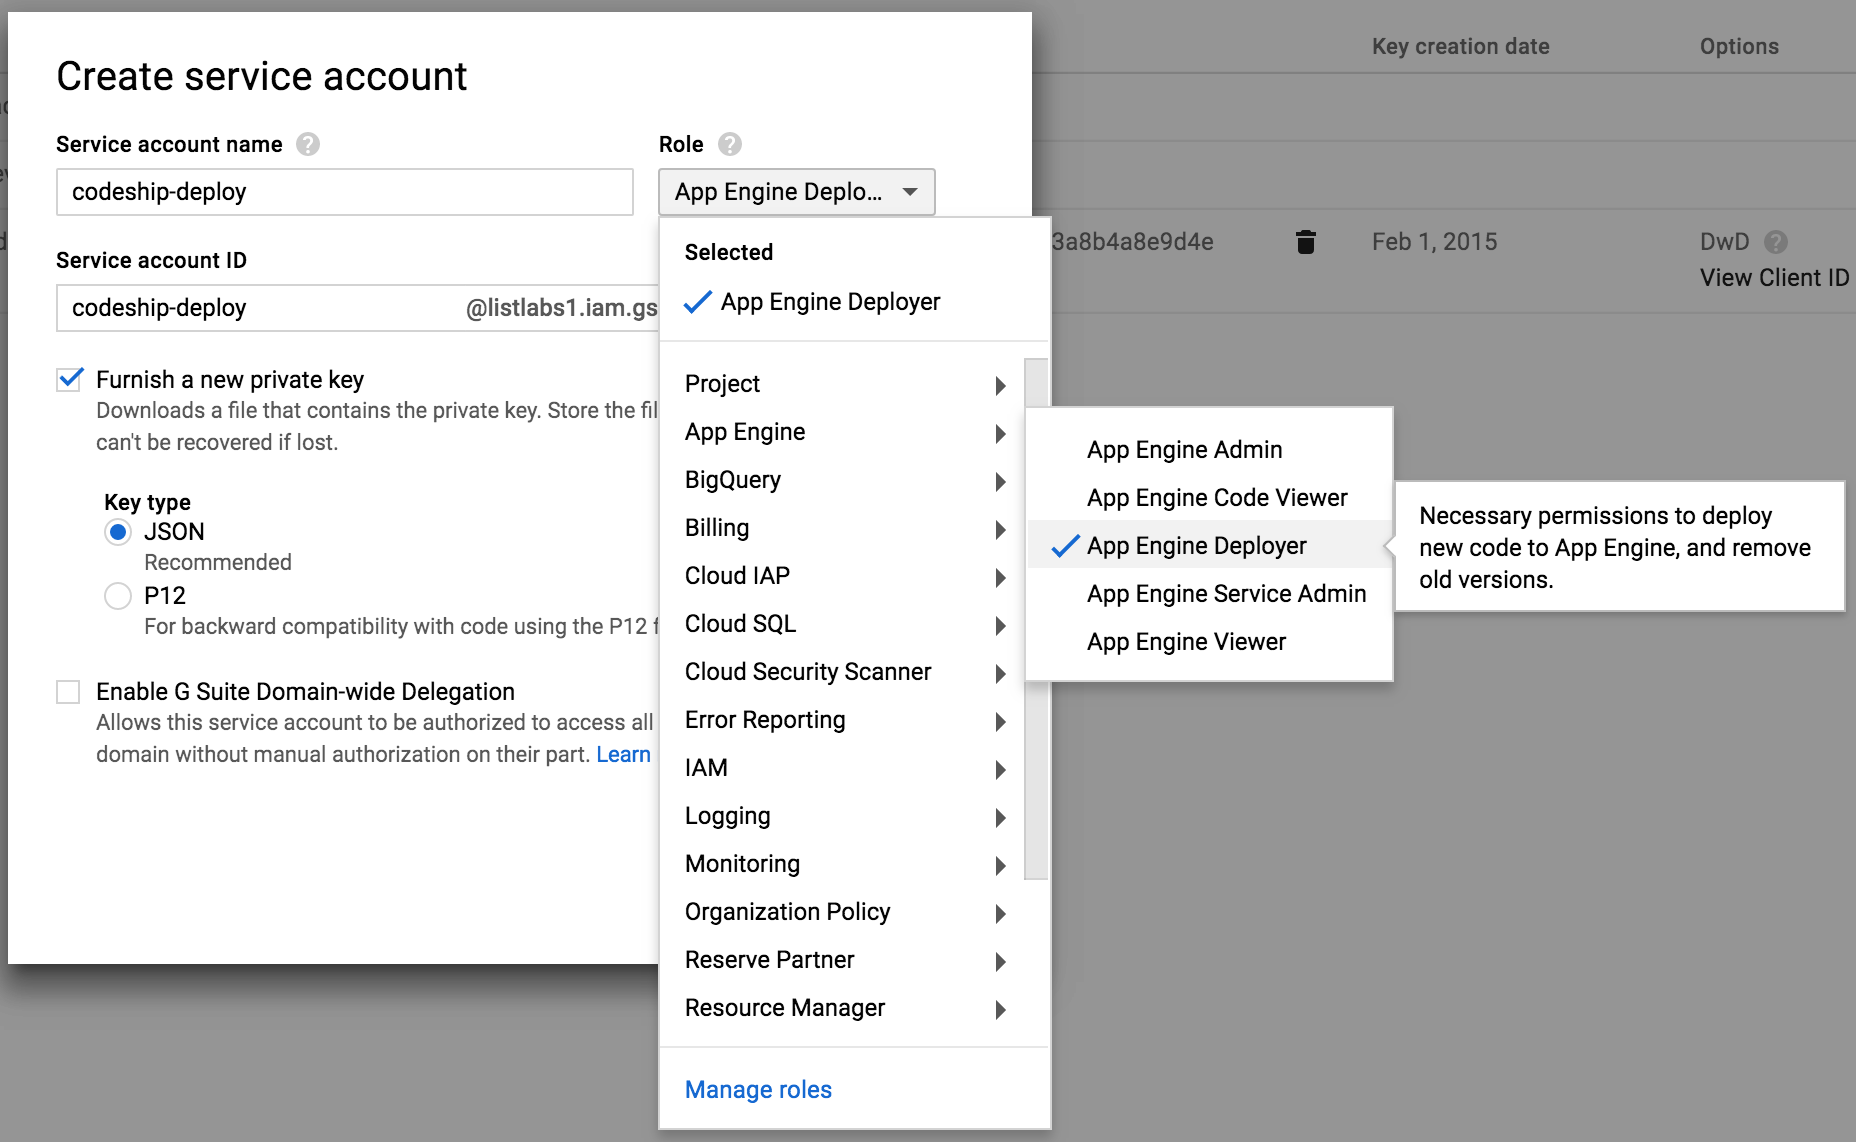 Create service account
Service account name ?
codeship-deploy
Role ?
App Engine Deplo...
Service account ID
codeship-deploy @listlabs1.iam.gs
Furnish a new private key
Downloads a file that contains the private key. Store the fil
can't be recovered if lost.
Key type
JSON
Recommended
P12
For backward compatibility with code using the P12 f
Enable G Suite Domain-wide Delegation
Allows this service account to be authorized to access all
domain without manual authorization on their part. Learn
Selected
App Engine Deployer
Project
App Engine
BigQuery
Billing
Cloud IAP
Cloud SQL
Cloud Security Scanner
Error Reporting
IAM
Logging
Monitoring
Organization Policy
Reserve Partner
Resource Manager
Manage roles
App Engine Admin
App Engine Code Viewer
App Engine Deployer
App Engine Service Admin
App Engine Viewer
Necessary permissions to deploy
new code to App Engine, and remove
old versions.
Key creation date
Options
3a8b4a8e9d4e
Feb 1, 2015
DwD ?
View Client ID